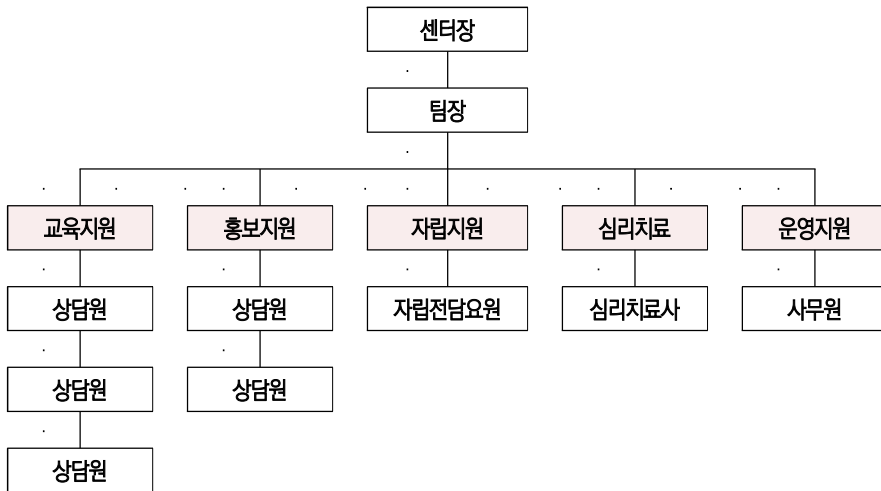 센터장
팀장
교육지원 홍보지원 자립지원 심리치료 운영지원
상담원 상담원 자립전담요원 심리치료사 사무원
상담원 상담원
상담원